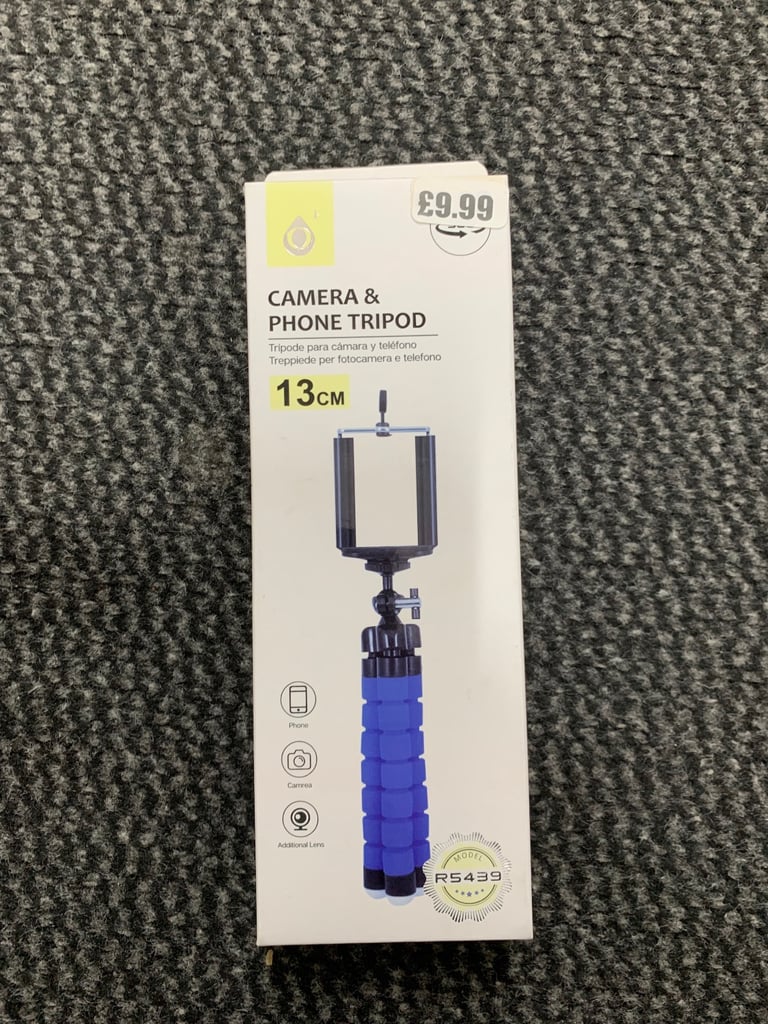 £9.99
CAMERA &
PHONE TRIPOD
Trípode para cámara y teléfono
Treppiede per fotocamera e telefono
13CM
Phone
Camrea
Additional Lens
MODEL
R5439